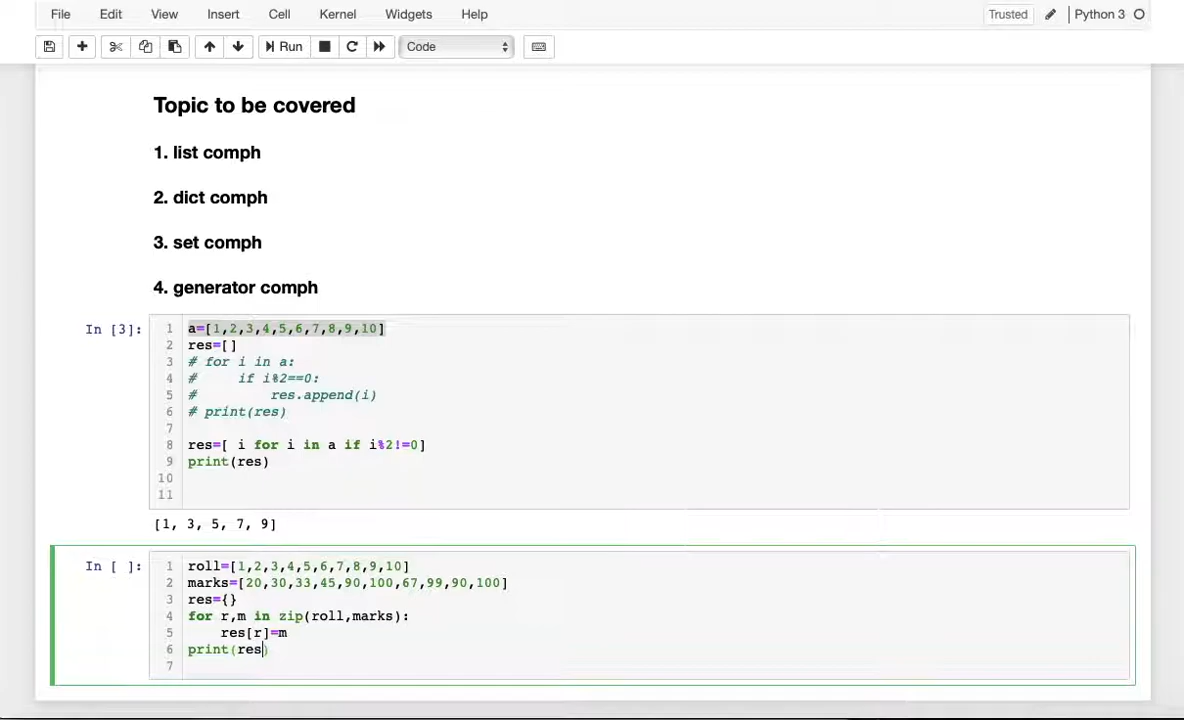 File Edit View Insert Cell Kernel Widgets Help Trusted Python 3
Run Code
Topic to be covered
1. list comph
2. dict comph
3. set comph
4. generator comph
In [3]:
1 a=[1,2,3,4,5,6,7,8,9,10]
2 res=[]
3 # for i in a:
4 #     if i%2==0:
5 #         res.append(i)
6 # print(res)
7
8 res=[ i for i in a if i%2!=0]
9 print(res)
10
11
[1, 3, 5, 7, 9]
In [ ]:
1 roll=[1,2,3,4,5,6,7,8,9,10]
2 marks=[20,30,33,45,90,100,67,99,90,100]
3 res={}
4 for r,m in zip(roll,marks):
5     res[r]=m
6 print(res)
7